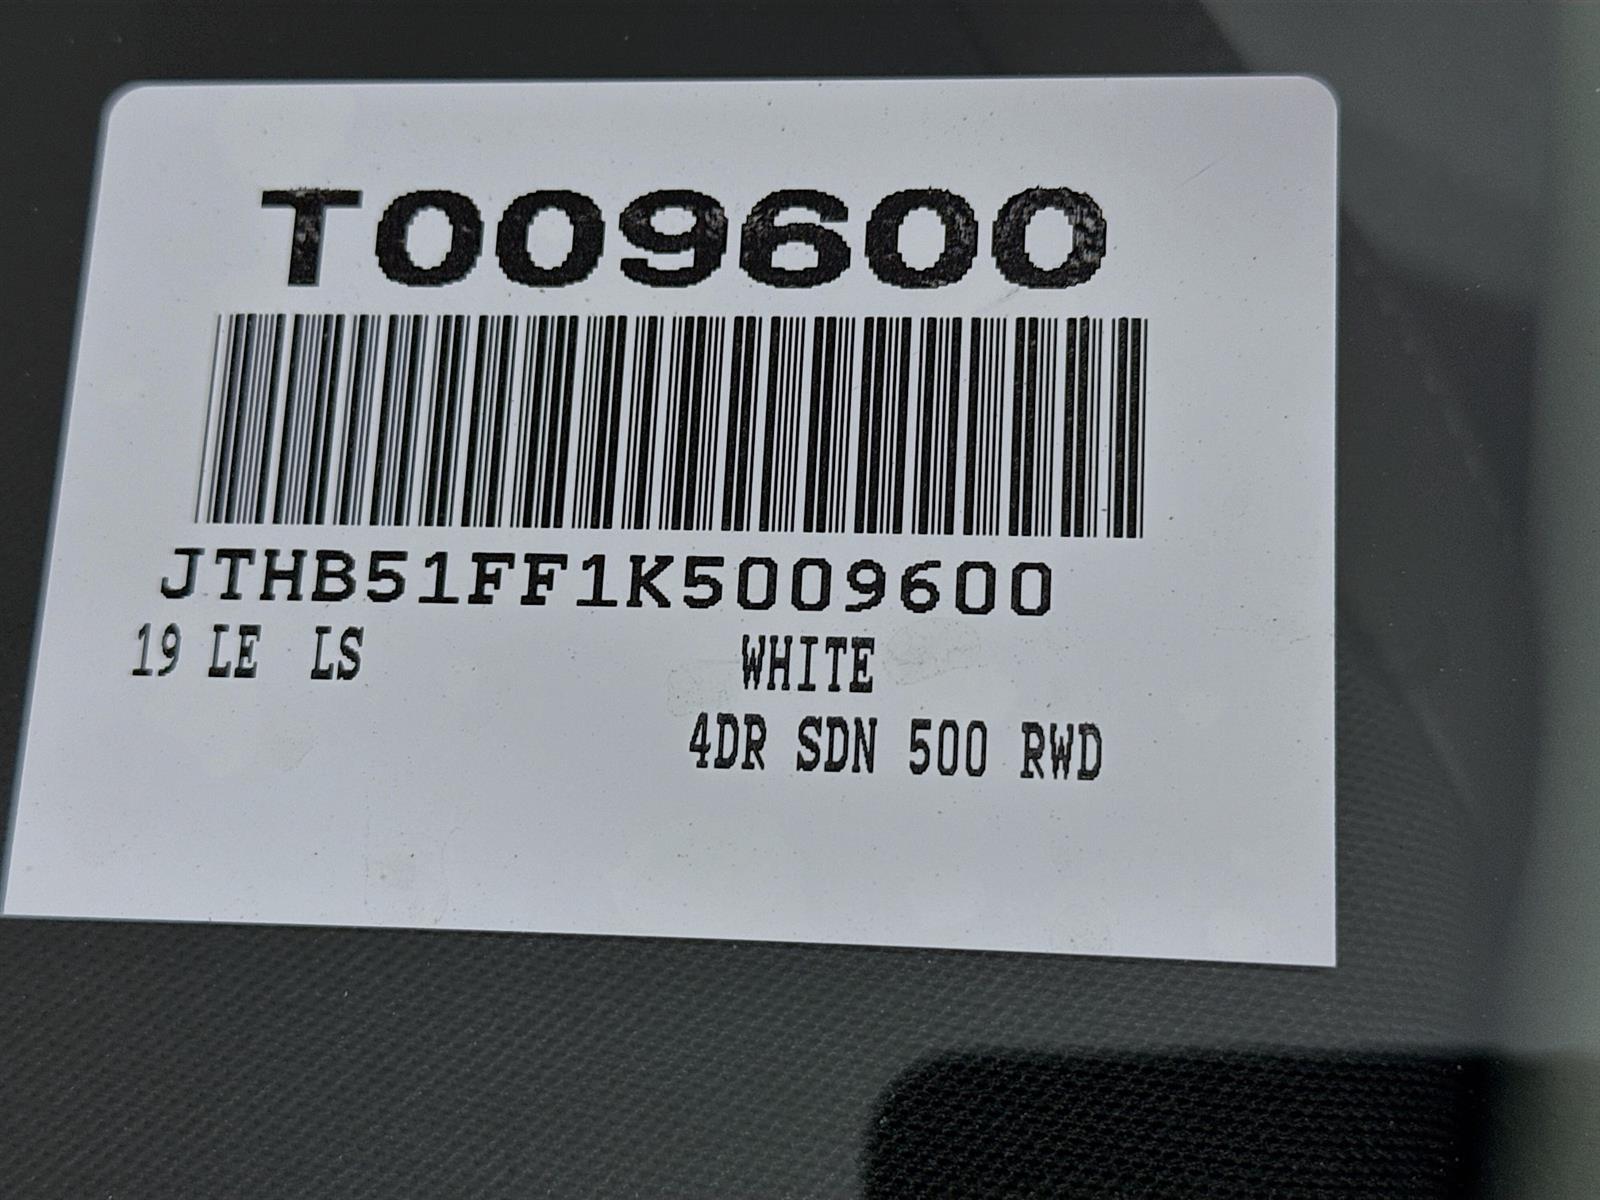 T009600
JTHB51FF1K5009600
19 LE LS WHITE
4DR SDN 500 RWD